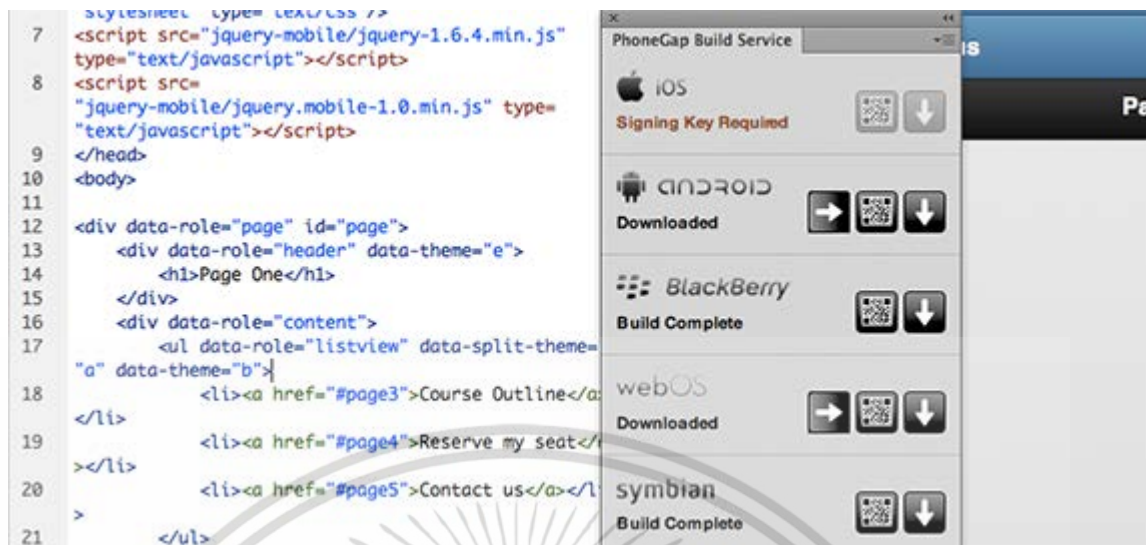 stylesheet" type="text/css"/>
7 <script src="jquery-mobile/jquery-1.6.4.min.js"
type="text/javascript"></script>
8 <script src=
"jquery-mobile/jquery.mobile-1.0.min.js" type=
"text/javascript"></script>
9 </head>
10 <body>
11
12 <div data-role="page" id="page">
13 <div data-role="header" data-theme="e">
14 <h1>Page One</h1>
15 </div>
16 <div data-role="content">
17 <ul data-role="listview" data-split-theme=
"a" data-theme="b">
18 <li><a href="#page3">Course Outline</a
</li>
19 <li><a href="#page4">Reserve my seat</
></li>
20 <li><a href="#page5">Contact us</a></l
>
21 </ul>
PhoneGap Build Service
iOS
Signing Key Required
android
Downloaded
BlackBerry
Build Complete
webOS
Downloaded
symbian
Build Complete
us
Pa